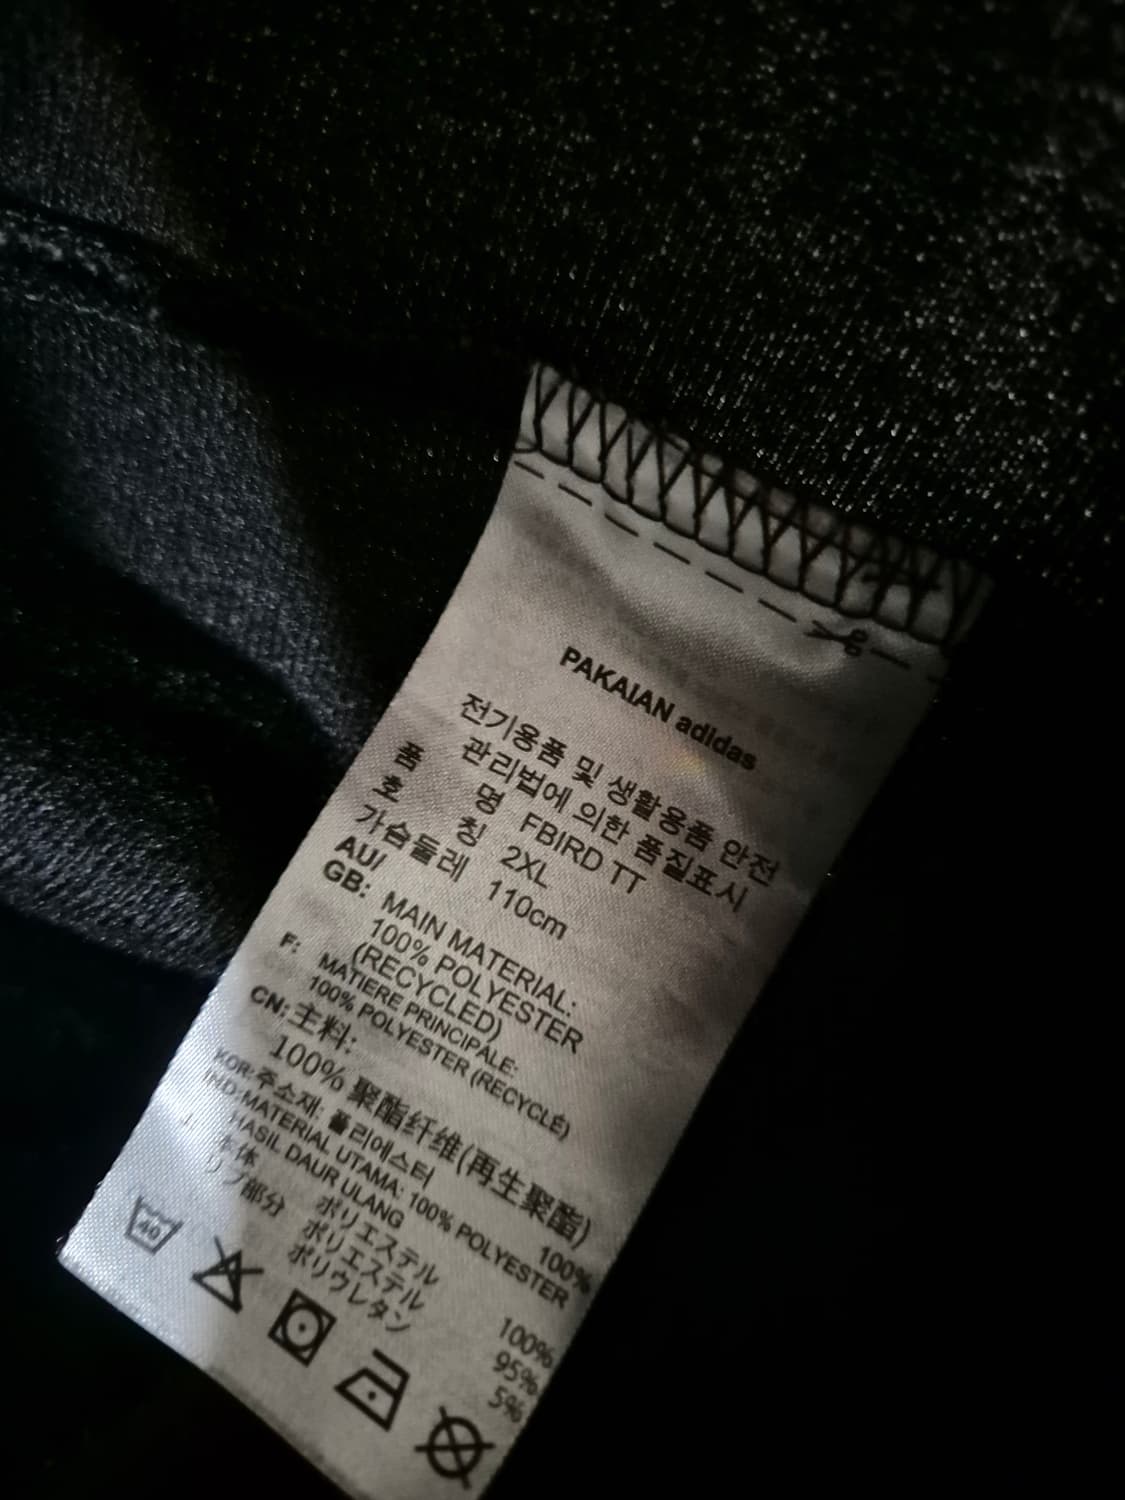 PAKAIAN adidas
전기용품 및 생활용품 안전
관리법에 의한 품질표시
품 명 FBIRD TT
호 칭 2XL
가슴둘레 110cm
AU/
GB: MAIN MATERIAL:
100% POLYESTER
(RECYCLED)
F: MATIERE PRINCIPALE:
100% POLYESTER (RECYCLÉ)
CN: 主料:
100% 聚酯纤维(再生聚酯)
KOR: 주소재: 폴리에스터 100%
IND: MATERIAL UTAMA: 100% POLYESTER
HASIL DAUR ULANG
J: 本体 ポリエステル 100%
リブ部分 ポリエステル 95%
ポリウレタン 5%
40